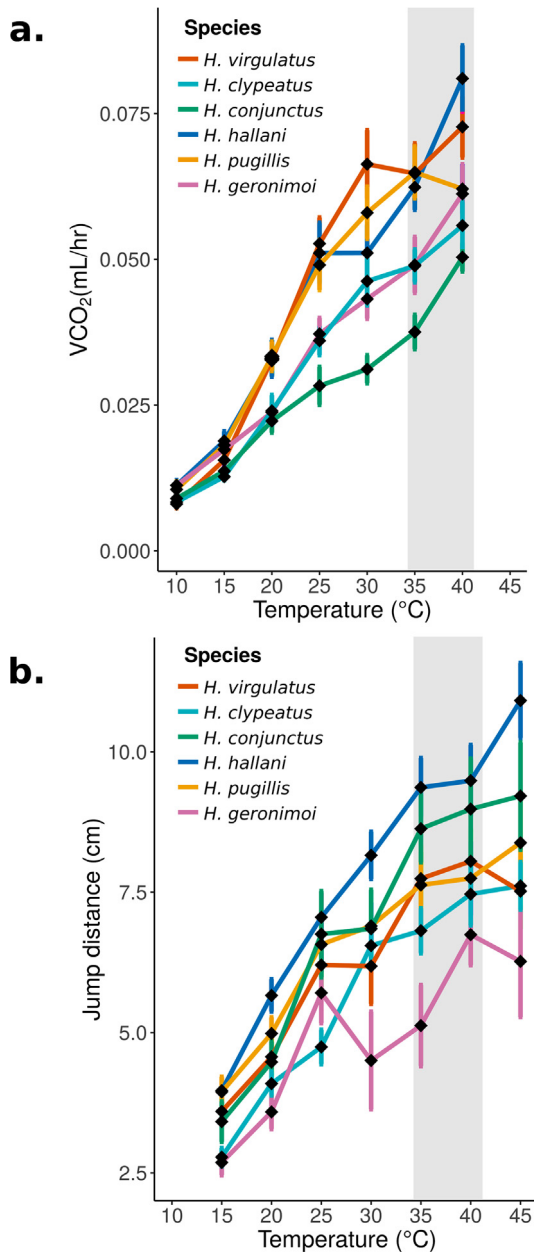 a.
Species
H. virgulatus
H. clypeatus
H. conjunctus
H. hallani
H. pugillis
H. geronimoi
0.075
0.050
0.025
0.000
VCO2(mL/hr)
10 15 20 25 30 35 40 45
Temperature (°C)
b.
Species
H. virgulatus
H. clypeatus
H. conjunctus
H. hallani
H. pugillis
H. geronimoi
10.0
7.5
5.0
2.5
Jump distance (cm)
10 15 20 25 30 35 40 45
Temperature (°C)